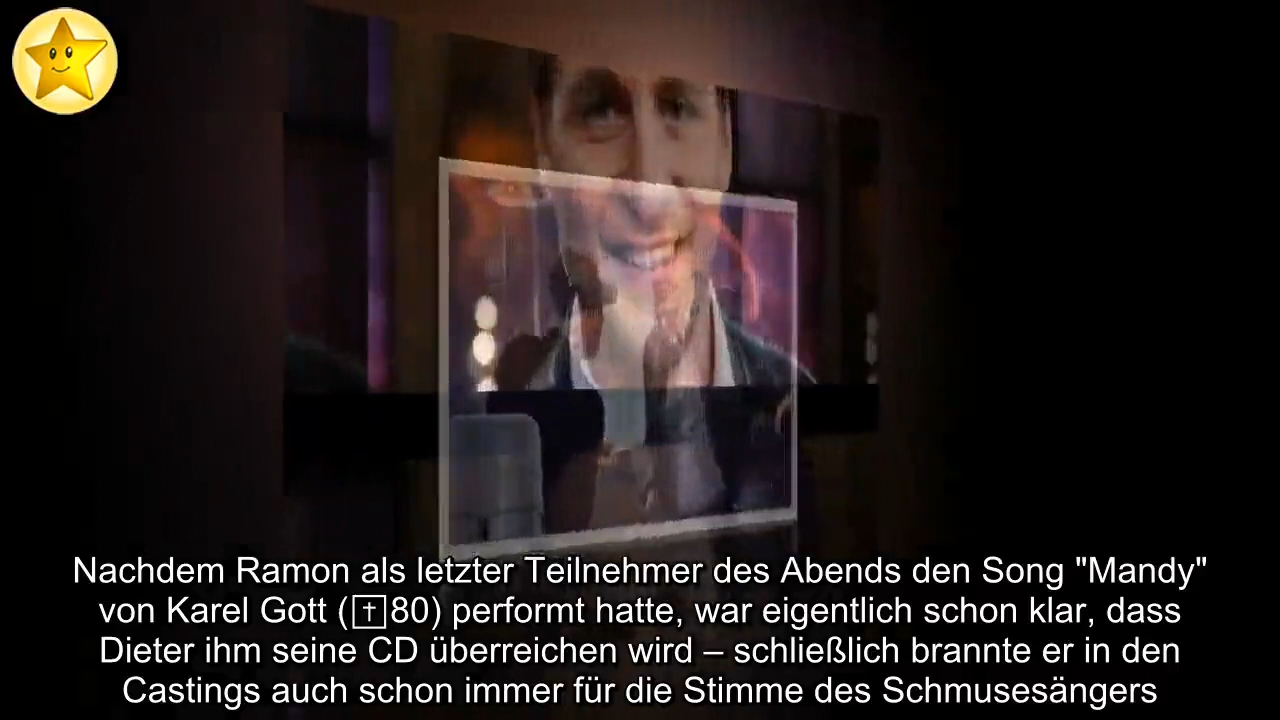 Nachdem Ramon als letzter Teilnehmer des Abends den Song "Mandy"
von Karel Gott (✝80) performt hatte, war eigentlich schon klar, dass
Dieter ihm seine CD überreichen wird – schließlich brannte er in den
Castings auch schon immer für die Stimme des Schmusesängers